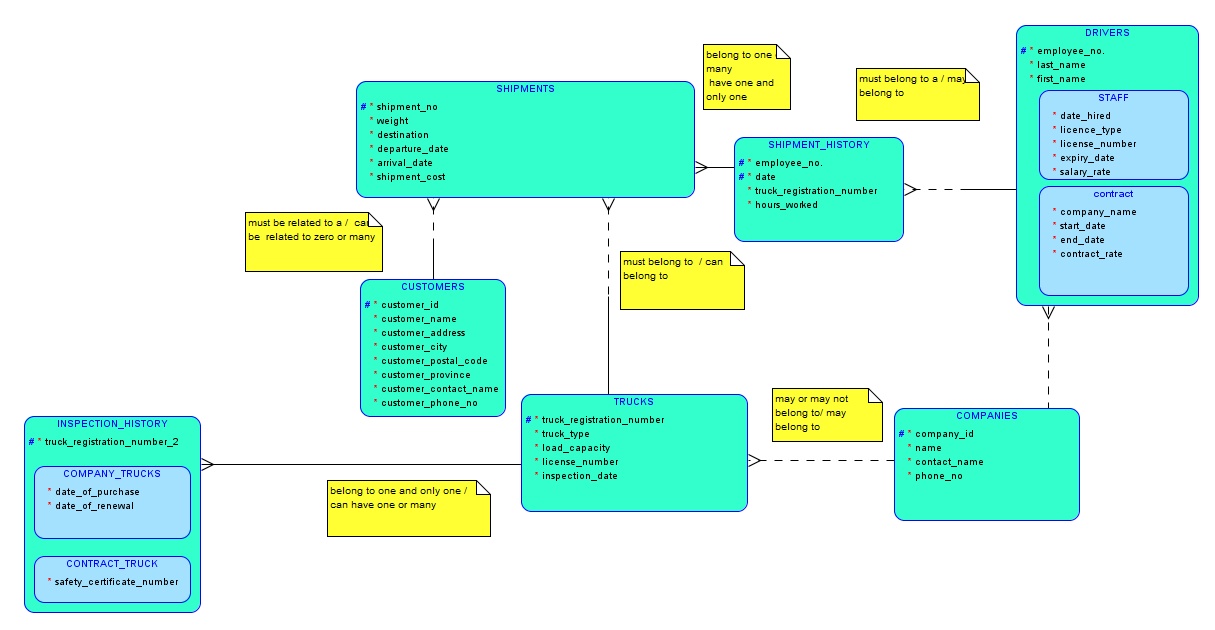 SHIPMENTS
# * shipment_no
* weight
* destination
* departure_date
* arrival_date
* shipment_cost
belong to one
many
have one and
only one
must belong to a / may
belong to
DRIVERS
# * employee_no.
* last_name
* first_name
STAFF
* date_hired
* licence_type
* license_number
* expiry_date
* salary_rate
contract
* company_name
* start_date
* end_date
* contract_rate
SHIPMENT_HISTORY
# * employee_no.
# * date
* truck_registration_number
* hours_worked
must be related to a / can
be related to zero or many
must belong to / can
belong to
CUSTOMERS
# * customer_id
* customer_name
* customer_address
* customer_city
* customer_postal_code
* customer_province
* customer_contact_name
* customer_phone_no
TRUCKS
# * truck_registration_number
* truck_type
* load_capacity
* license_number
* inspection_date
may or may not
belong to/ may
belong to
COMPANIES
# * company_id
* name
* contact_name
* phone_no
INSPECTION_HISTORY
# * truck_registration_number_2
COMPANY_TRUCKS
* date_of_purchase
* date_of_renewal
CONTRACT_TRUCK
* safety_certificate_number
belong to one and only one /
can have one or many